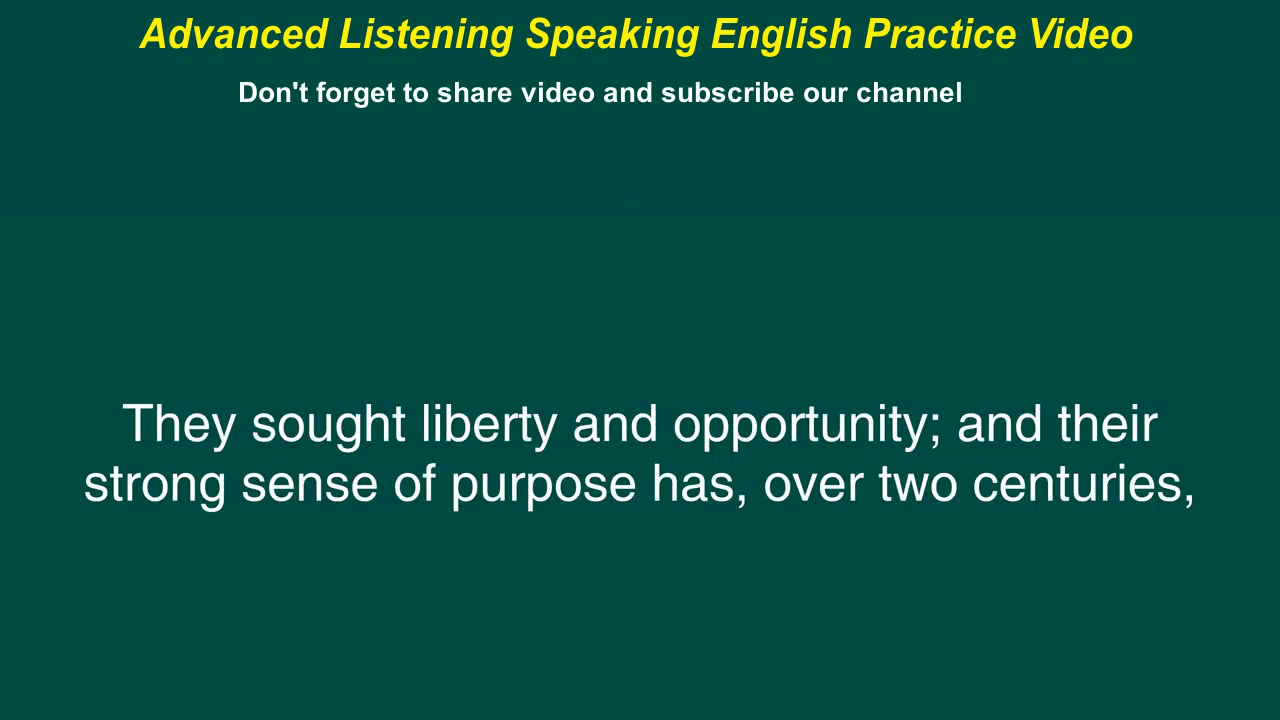 Advanced Listening Speaking English Practice Video
Don't forget to share video and subscribe our channel
They sought liberty and opportunity; and their
strong sense of purpose has, over two centuries,